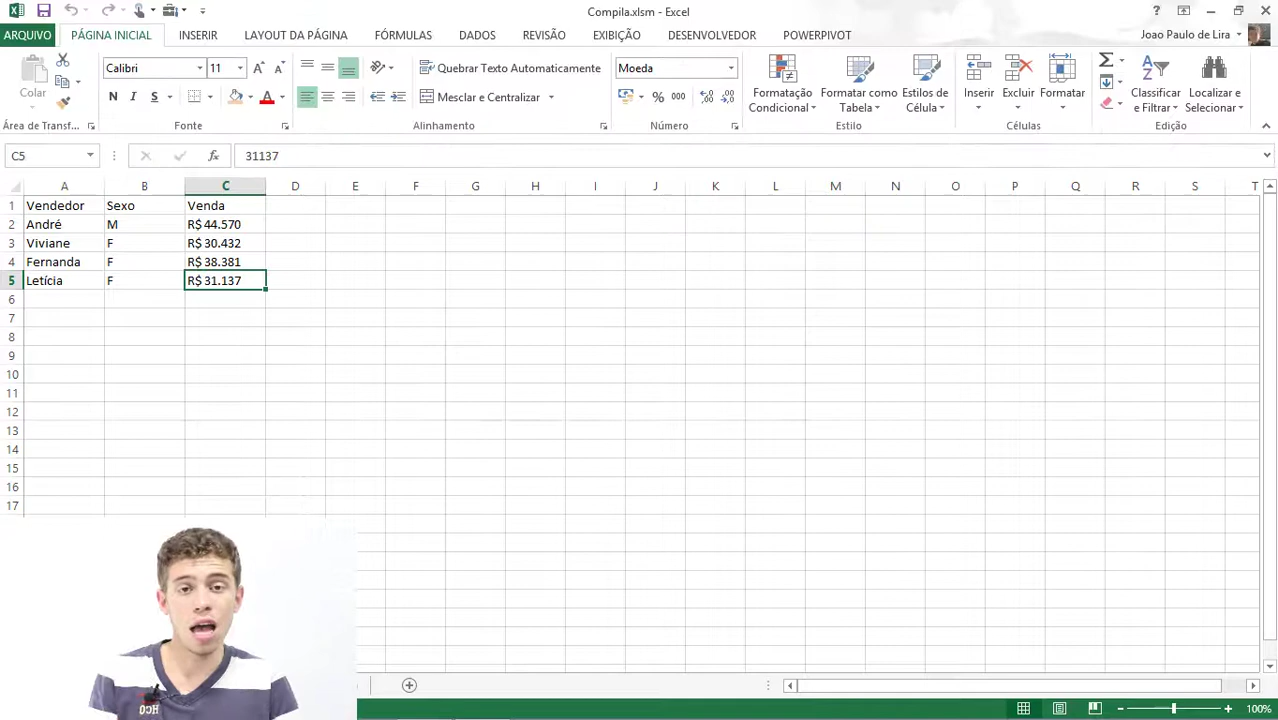 Compila.xlsm - Excel
?
ARQUIVO PÁGINA INICIAL INSERIR LAYOUT DA PÁGINA FÓRMULAS DADOS REVISÃO EXIBIÇÃO DESENVOLVEDOR POWERPIVOT Joao Paulo de Lira
Colar
Calibri 11
N I S
Quebrar Texto Automaticamente
Mesclar e Centralizar
Moeda
% 000
Formatação Condicional
Formatar como Tabela
Estilos de Célula
Inserir Excluir Formatar
Classificar e Filtrar
Localizar e Selecionar
Área de Transf... Fonte Alinhamento Número Estilo Células Edição
C5 fx 31137
A B C D E F G H I J K L M N O P Q R S T
1 Vendedor Sexo Venda
2 André M R$ 44.570
3 Viviane F R$ 30.432
4 Fernanda F R$ 38.381
5 Letícia F R$ 31.137
6
7
8
9
10
11
12
13
14
15
16
17
HCO
100%